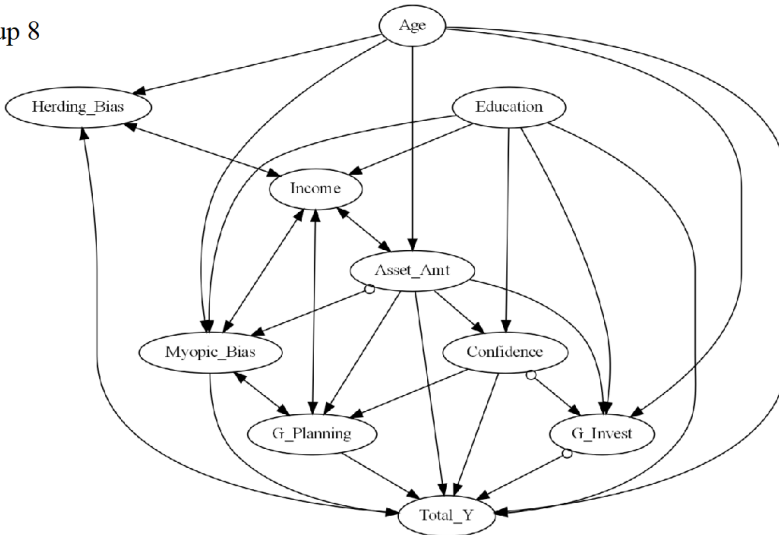 up 8
Age
Herding_Bias
Education
Income
Asset_Amt
Myopic_Bias
Confidence
G_Planning
G_Invest
Total_Y